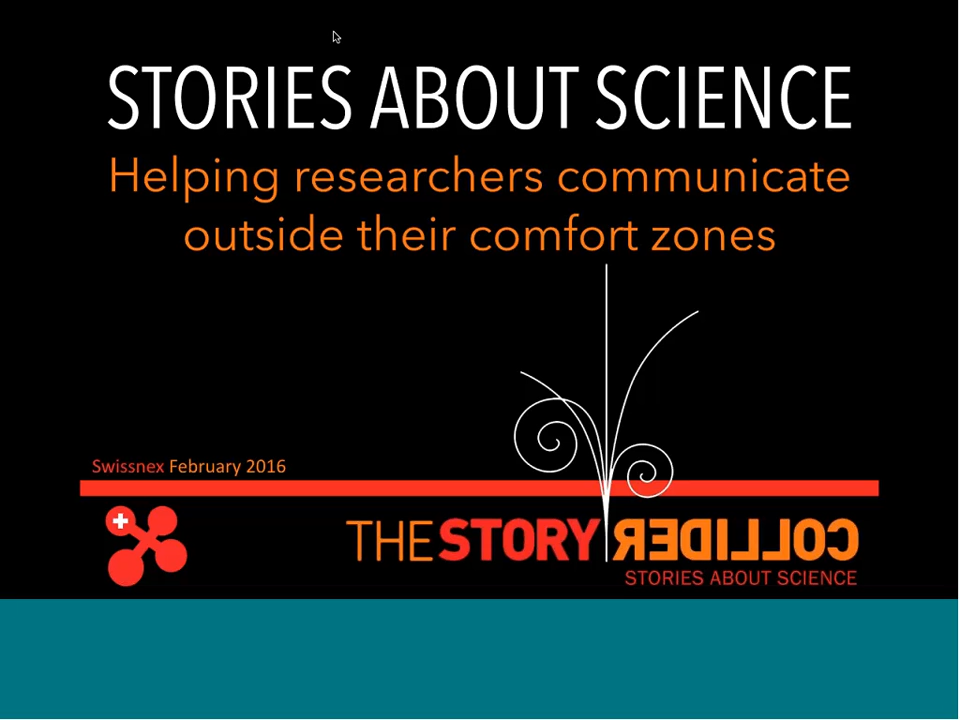 STORIES ABOUT SCIENCE
Helping researchers communicate
outside their comfort zones
Swissnex February 2016
THE STORY COLLIDER
STORIES ABOUT SCIENCE